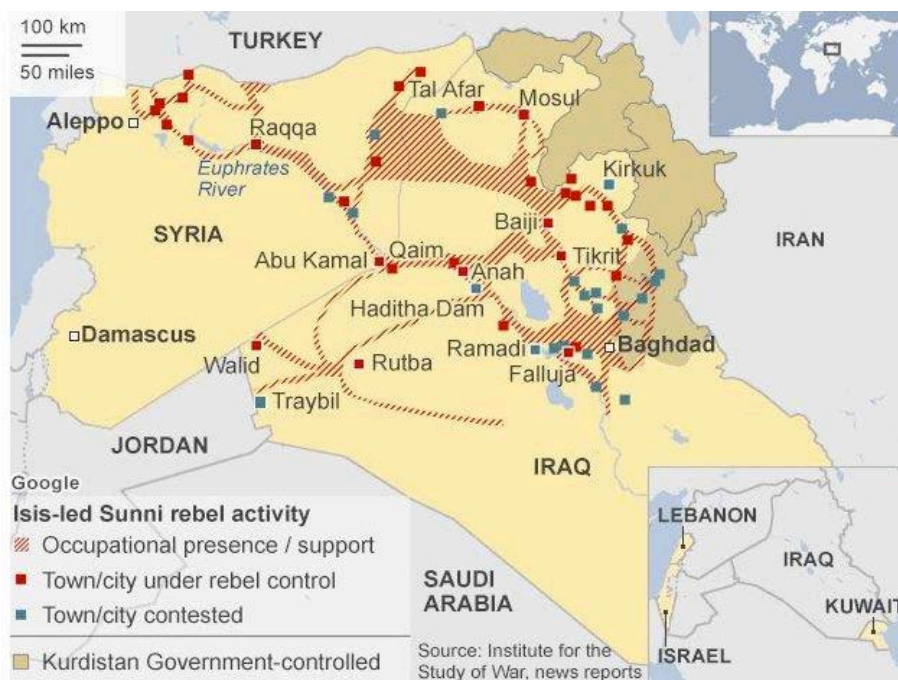 100 km
50 miles
TURKEY
Tal Afar
Mosul
Aleppo
Raqqa
Kirkuk
Euphrates
River
Baiji
SYRIA
IRAN
Abu Kamal
Qaim
Tikrit
Anah
Haditha Dam
Damascus
Ramadi
Baghdad
Walid
Rutba
Falluja
Traybil
JORDAN
IRAQ
Google
Isis-led Sunni rebel activity
Occupational presence / support
Town/city under rebel control
Town/city contested
Kurdistan Government-controlled
SAUDI
ARABIA
Source: Institute for the
Study of War, news reports
LEBANON
IRAQ
KUWAIT
ISRAEL